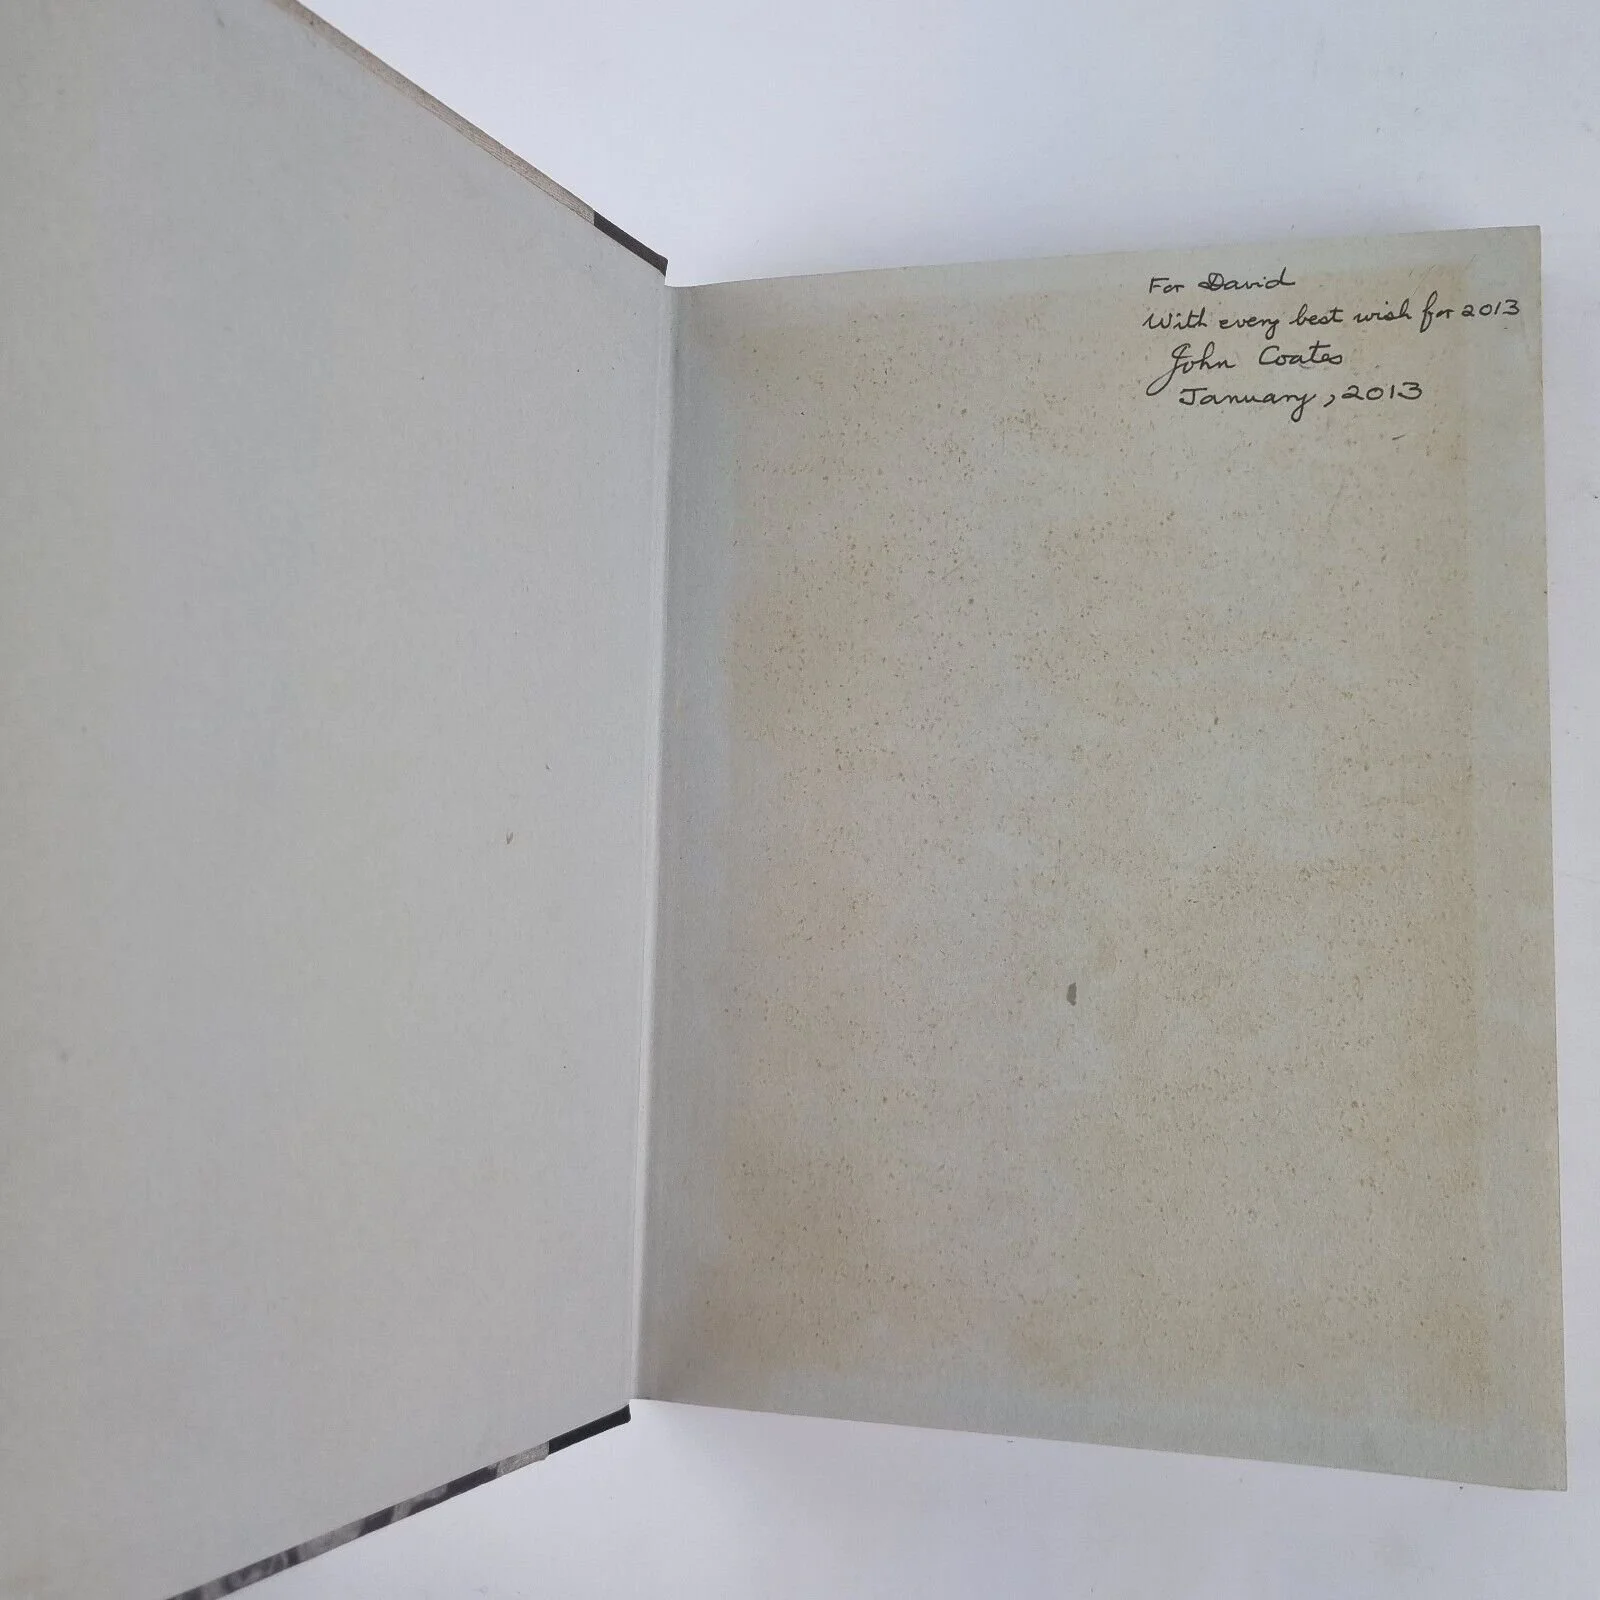 For David
With every best wish for 2013
John Coates
January, 2013